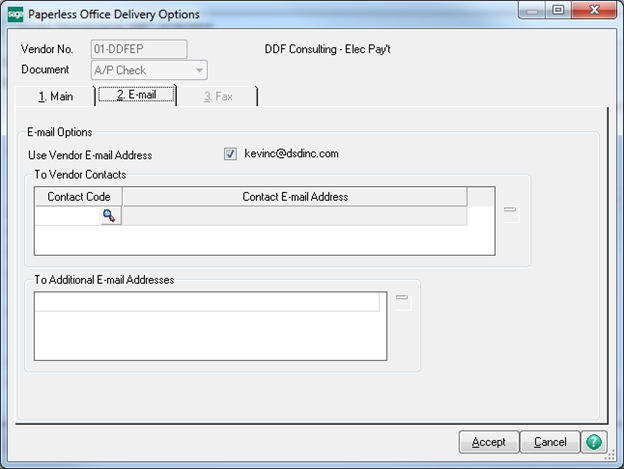 sage Paperless Office Delivery Options
Vendor No. 01-DDFEP DDF Consulting - Elec Pay't
Document A/P Check
1. Main 2. E-mail 3. Fax
E-mail Options
Use Vendor E-mail Address kevinc@dsdinc.com
To Vendor Contacts
Contact Code Contact E-mail Address
To Additional E-mail Addresses
Accept Cancel ?